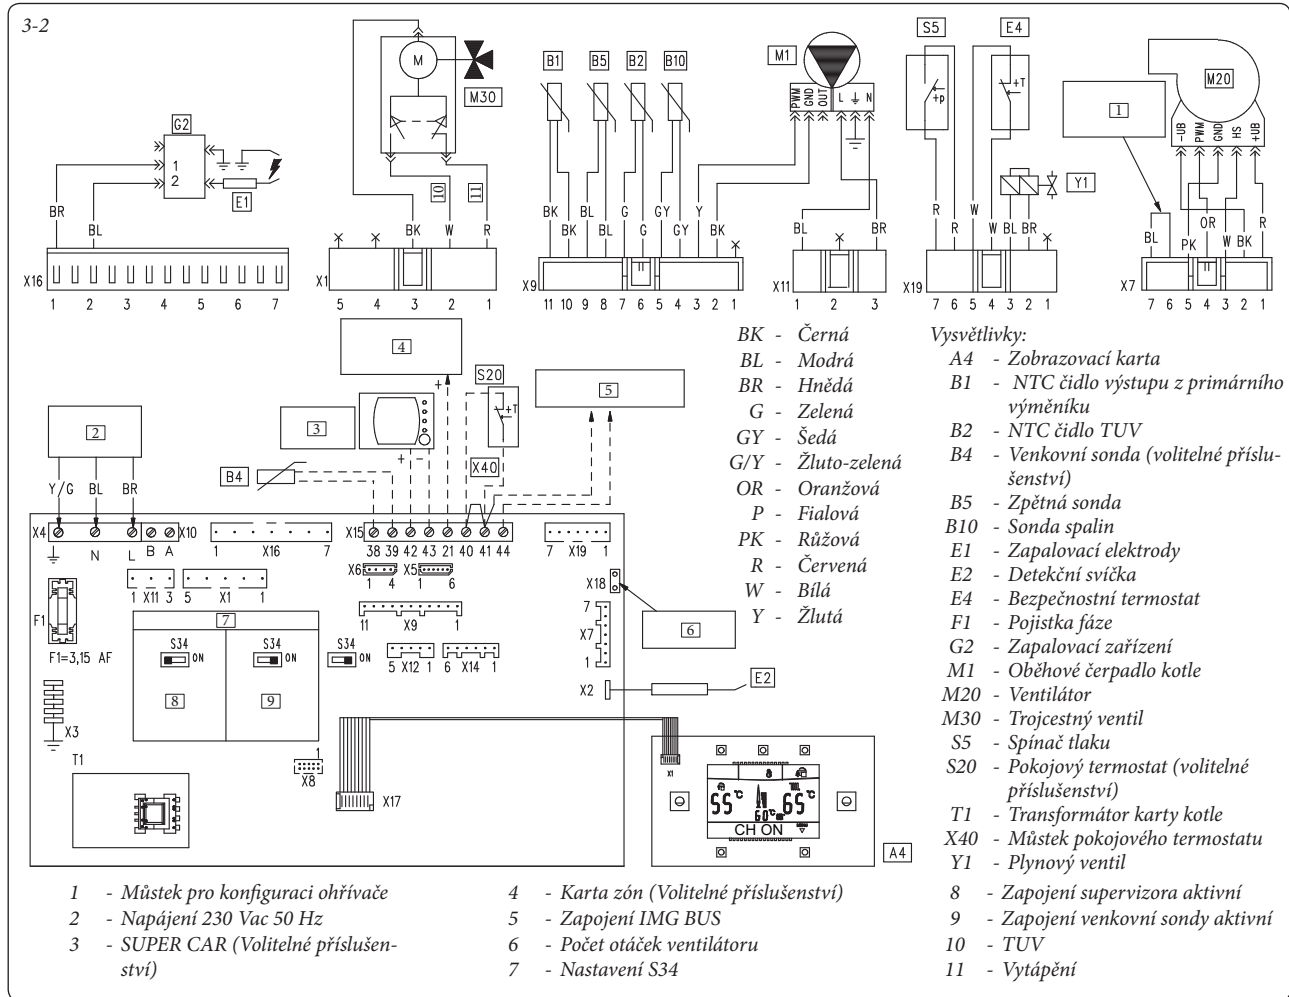 3-2
G2
1
2
E1
BR
BL
X16
1 2 3 4 5 6 7
M
M30
10
11
BK W R
X1
5 4 3 2 1
B1 B5 B2 B10
BK BL G GY Y
BK BL G GY BK
X9
11 10 9 8 7 6 5 4 3 2 1
M1
PWM GND OUT L N
BL BR
X11
1 2 3
S5 E4
+p +T
Y1
R R W W BL BR
X19
7 6 5 4 3 2 1
1
M20
-UB PWM GND HS +UB
BL PK OR W BK R
X7
7 6 5 4 3 2 1
4
S20
+T
5
3
2
B4
+
+ -
X40
Y/G BL BR
X4
N L B A
X10
1 X16 7
X15
38 39 42 43 21 40 41 44
7 X19 1
X6
1 4
X5
1 6
X18
1 X11 3
5 X1 1
F1
F1=3,15 AF
7
S34
ON
S34
ON
S34
ON
8
9
11 X9 1
5 X12 1
6 X14 1
7
X7
1
6
X2
E2
X3
T1
1
X8
X17
X1
8
55 °C
65 °C
60 °C
CH ON
A4
BK - Černá
BL - Modrá
BR - Hnědá
G - Zelená
GY - Šedá
G/Y - Žluto-zelená
OR - Oranžová
P - Fialová
PK - Růžová
R - Červená
W - Bílá
Y - Žlutá
Vysvětlivky:
A4 - Zobrazovací karta
B1 - NTC čidlo výstupu z primárního
výměníku
B2 - NTC čidlo TUV
B4 - Venkovní sonda (volitelné příslu-
šenství)
B5 - Zpětná sonda
B10 - Sonda spalin
E1 - Zapalovací elektrody
E2 - Detekční svíčka
E4 - Bezpečnostní termostat
F1 - Pojistka fáze
G2 - Zapalovací zařízení
M1 - Oběhové čerpadlo kotle
M20 - Ventilátor
M30 - Trojcestný ventil
S5 - Spínač tlaku
S20 - Pokojový termostat (volitelné
příslušenství)
T1 - Transformátor karty kotle
X40 - Můstek pokojového termostatu
Y1 - Plynový ventil
1 - Můstek pro konfiguraci ohřívače
2 - Napájení 230 Vac 50 Hz
3 - SUPER CAR (Volitelné příslušen-
ství)
4 - Karta zón (Volitelné příslušenství)
5 - Zapojení IMG BUS
6 - Počet otáček ventilátoru
7 - Nastavení S34
8 - Zapojení supervizora aktivní
9 - Zapojení venkovní sondy aktivní
10 - TUV
11 - Vytápění